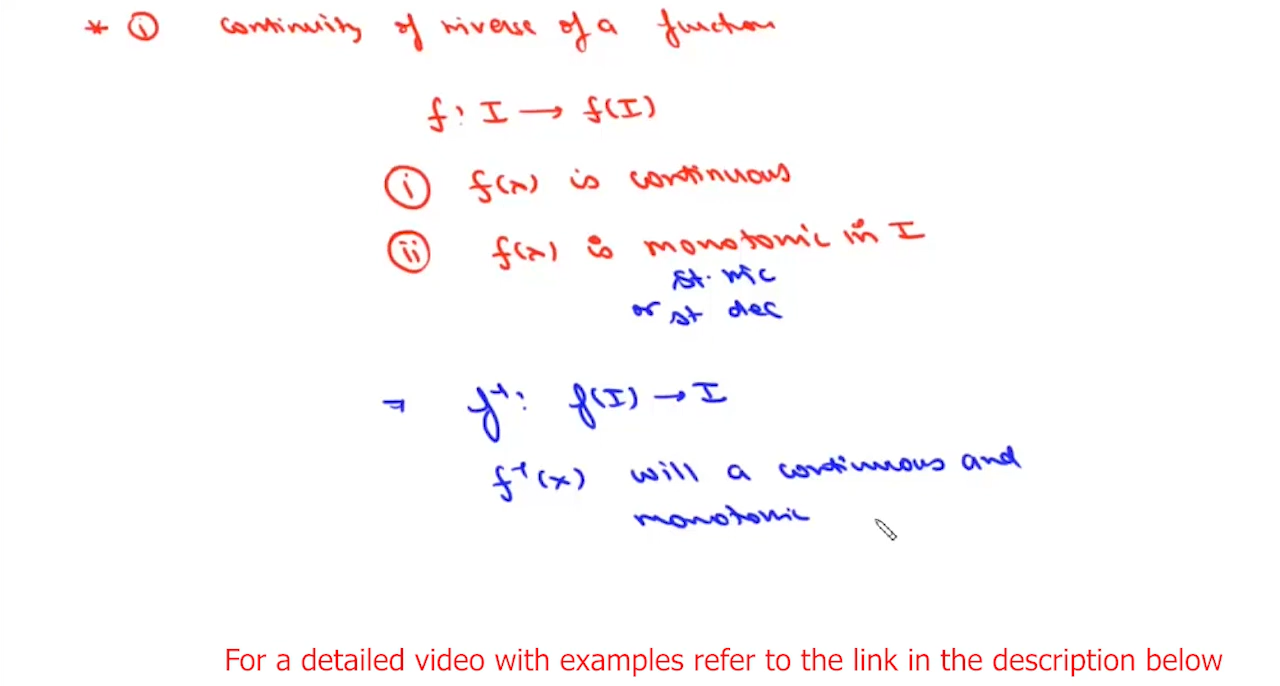 * (i) continuity of inverse of a function
f: I → f(I)
(i) f(x) is continuous
(ii) f(x) is monotonic in I
st. inc
or st dec
⇒ f⁻¹: f(I) → I
f⁻¹(x) will a continuous and
monotonic
For a detailed video with examples refer to the link in the description below